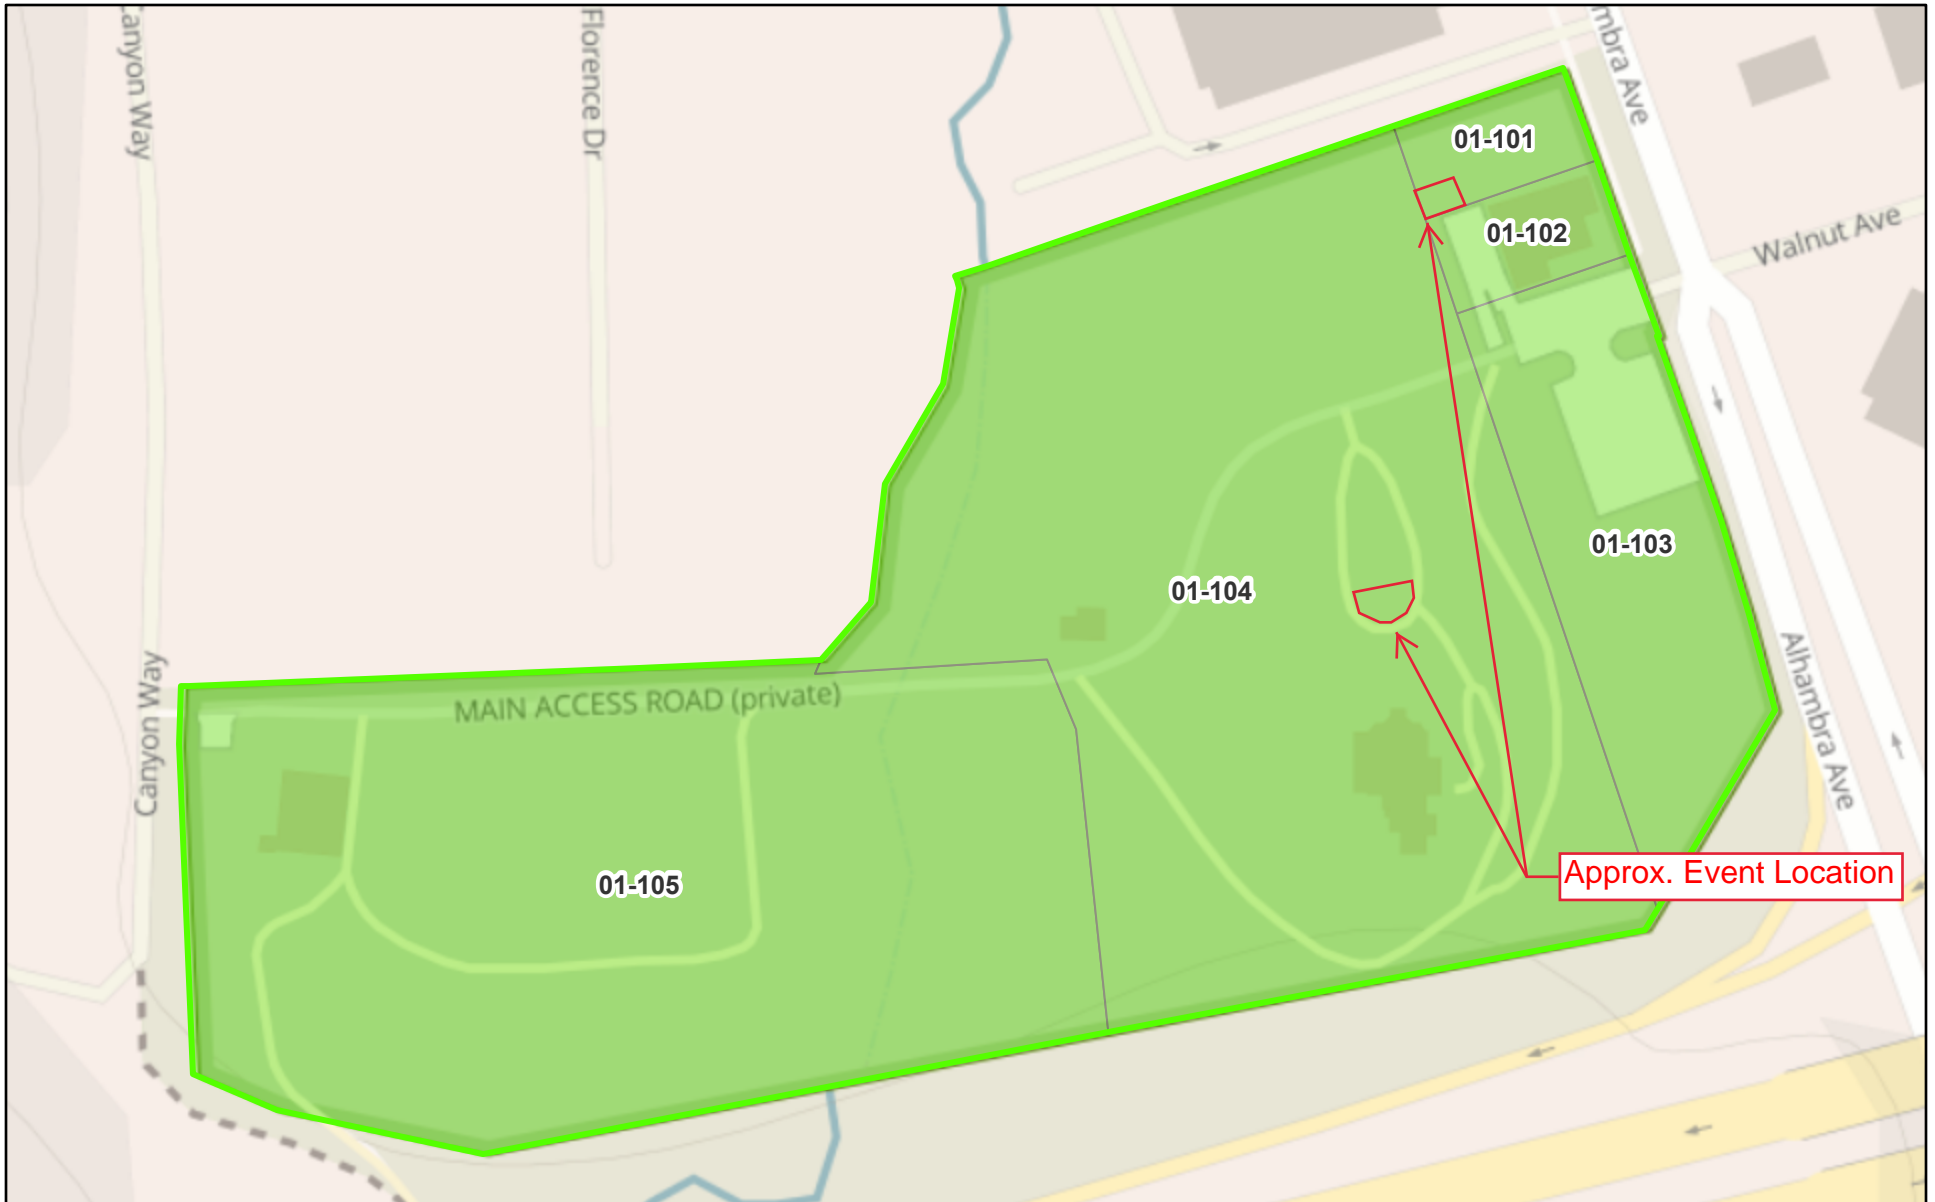 anyon Way
Florence Dr
mbra Ave
01-101
01-102
Walnut Ave
01-103
01-104
Alhambra Ave
Canyon Way
MAIN ACCESS ROAD (private)
01-105
Approx. Event Location